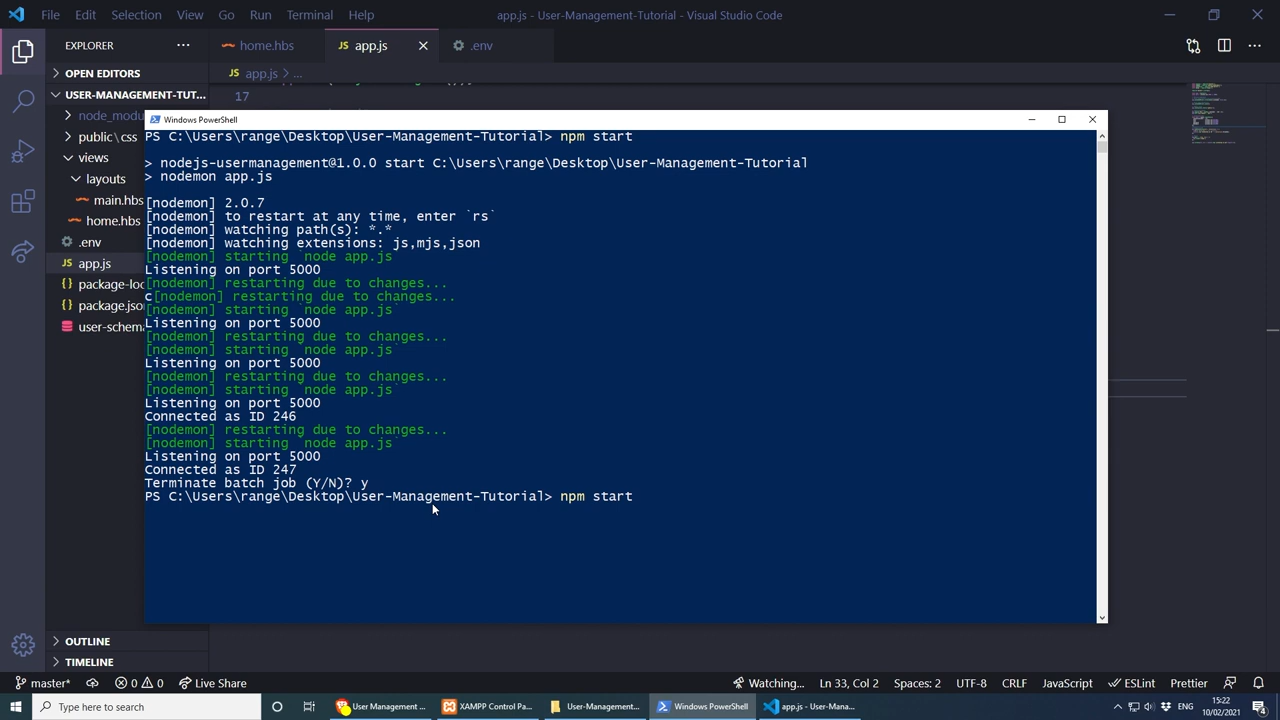 File Edit Selection View Go Run Terminal Help app.js - User-Management-Tutorial - Visual Studio Code
EXPLORER ··· home.hbs JS app.js .env ···
OPEN EDITORS JS app.js > ...
USER-MANAGEMENT-TUT... 17
node_modu
public\css
views
layouts
main.hbs
home.hbs
.env
JS app.js
{} package-loc
{} package.jso
user-schema
OUTLINE
TIMELINE
Windows PowerShell
PS C:\Users\range\Desktop\User-Management-Tutorial> npm start
> nodejs-usermanagement@1.0.0 start C:\Users\range\Desktop\User-Management-Tutorial
> nodemon app.js
[nodemon] 2.0.7
[nodemon] to restart at any time, enter `rs`
[nodemon] watching path(s): *.*
[nodemon] watching extensions: js,mjs,json
[nodemon] starting `node app.js`
Listening on port 5000
[nodemon] restarting due to changes...
c[nodemon] restarting due to changes...
[nodemon] starting `node app.js`
Listening on port 5000
[nodemon] restarting due to changes...
[nodemon] starting `node app.js`
Listening on port 5000
[nodemon] restarting due to changes...
[nodemon] starting `node app.js`
Listening on port 5000
Connected as ID 246
[nodemon] restarting due to changes...
[nodemon] starting `node app.js`
Listening on port 5000
Connected as ID 247
Terminate batch job (Y/N)? y
PS C:\Users\range\Desktop\User-Management-Tutorial> npm start
master* 0 0 Live Share Watching... Ln 33, Col 2 Spaces: 2 UTF-8 CRLF JavaScript ESLint Prettier
Type here to search User Management ... XAMPP Control Pa... User-Management... Windows PowerShell app.js - User-Mana... ENG 15:22
10/02/2021